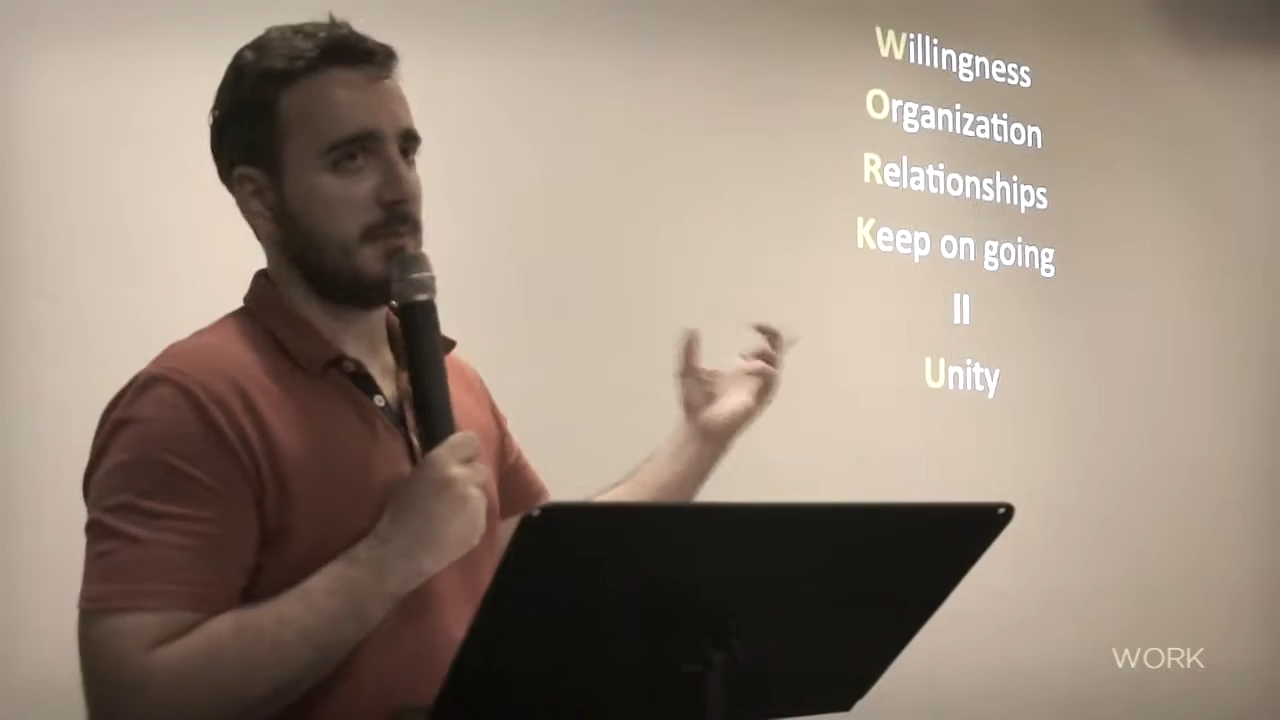 Willingness
Organization
Relationships
Keep on going
II
Unity
WORK